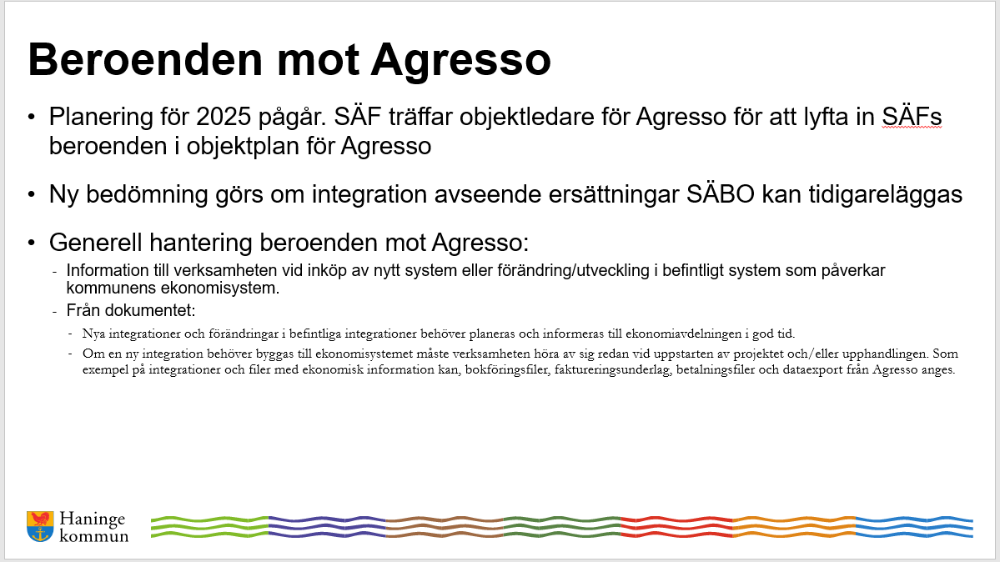 Beroenden mot Agresso
• Planering för 2025 pågår. SÄF träffar objektledare för Agresso för att lyfta in SÄFs
beroenden i objektplan för Agresso
• Ny bedömning görs om integration avseende ersättningar SÄBO kan tidigareläggas
• Generell hantering beroenden mot Agresso:
- Information till verksamheten vid inköp av nytt system eller förändring/utveckling i befintligt system som påverkar
kommunens ekonomisystem.
- Från dokumentet:
- Nya integrationer och förändringar i befintliga integrationer behöver planeras och informeras till ekonomiavdelningen i god tid.
- Om en ny integration behöver byggas till ekonomisystemet måste verksamheten höra av sig redan vid uppstarten av projektet och/eller upphandlingen. Som
exempel på integrationer och filer med ekonomisk information kan, bokföringsfiler, faktureringsunderlag, betalningsfiler och dataexport från Agresso anges.
Haninge
kommun